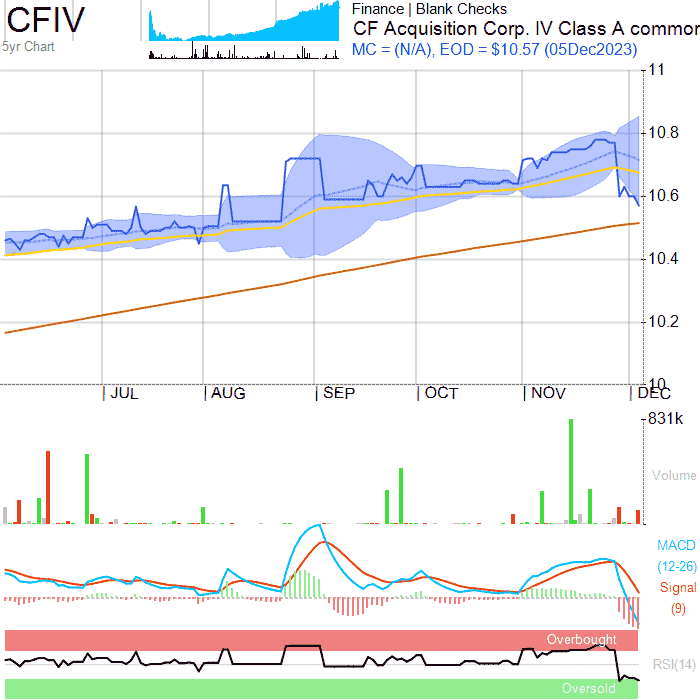 CFIV
5yr Chart
Finance | Blank Checks
CF Acquisition Corp. IV Class A common
MC = (N/A), EOD = $10.57 (05Dec2023)
11
10.8
10.6
10.4
10.2
10
JUL
AUG
SEP
OCT
NOV
DEC
831k
Volume
MACD
(12-26)
Signal
(9)
Overbought
RSI(14)
Oversold